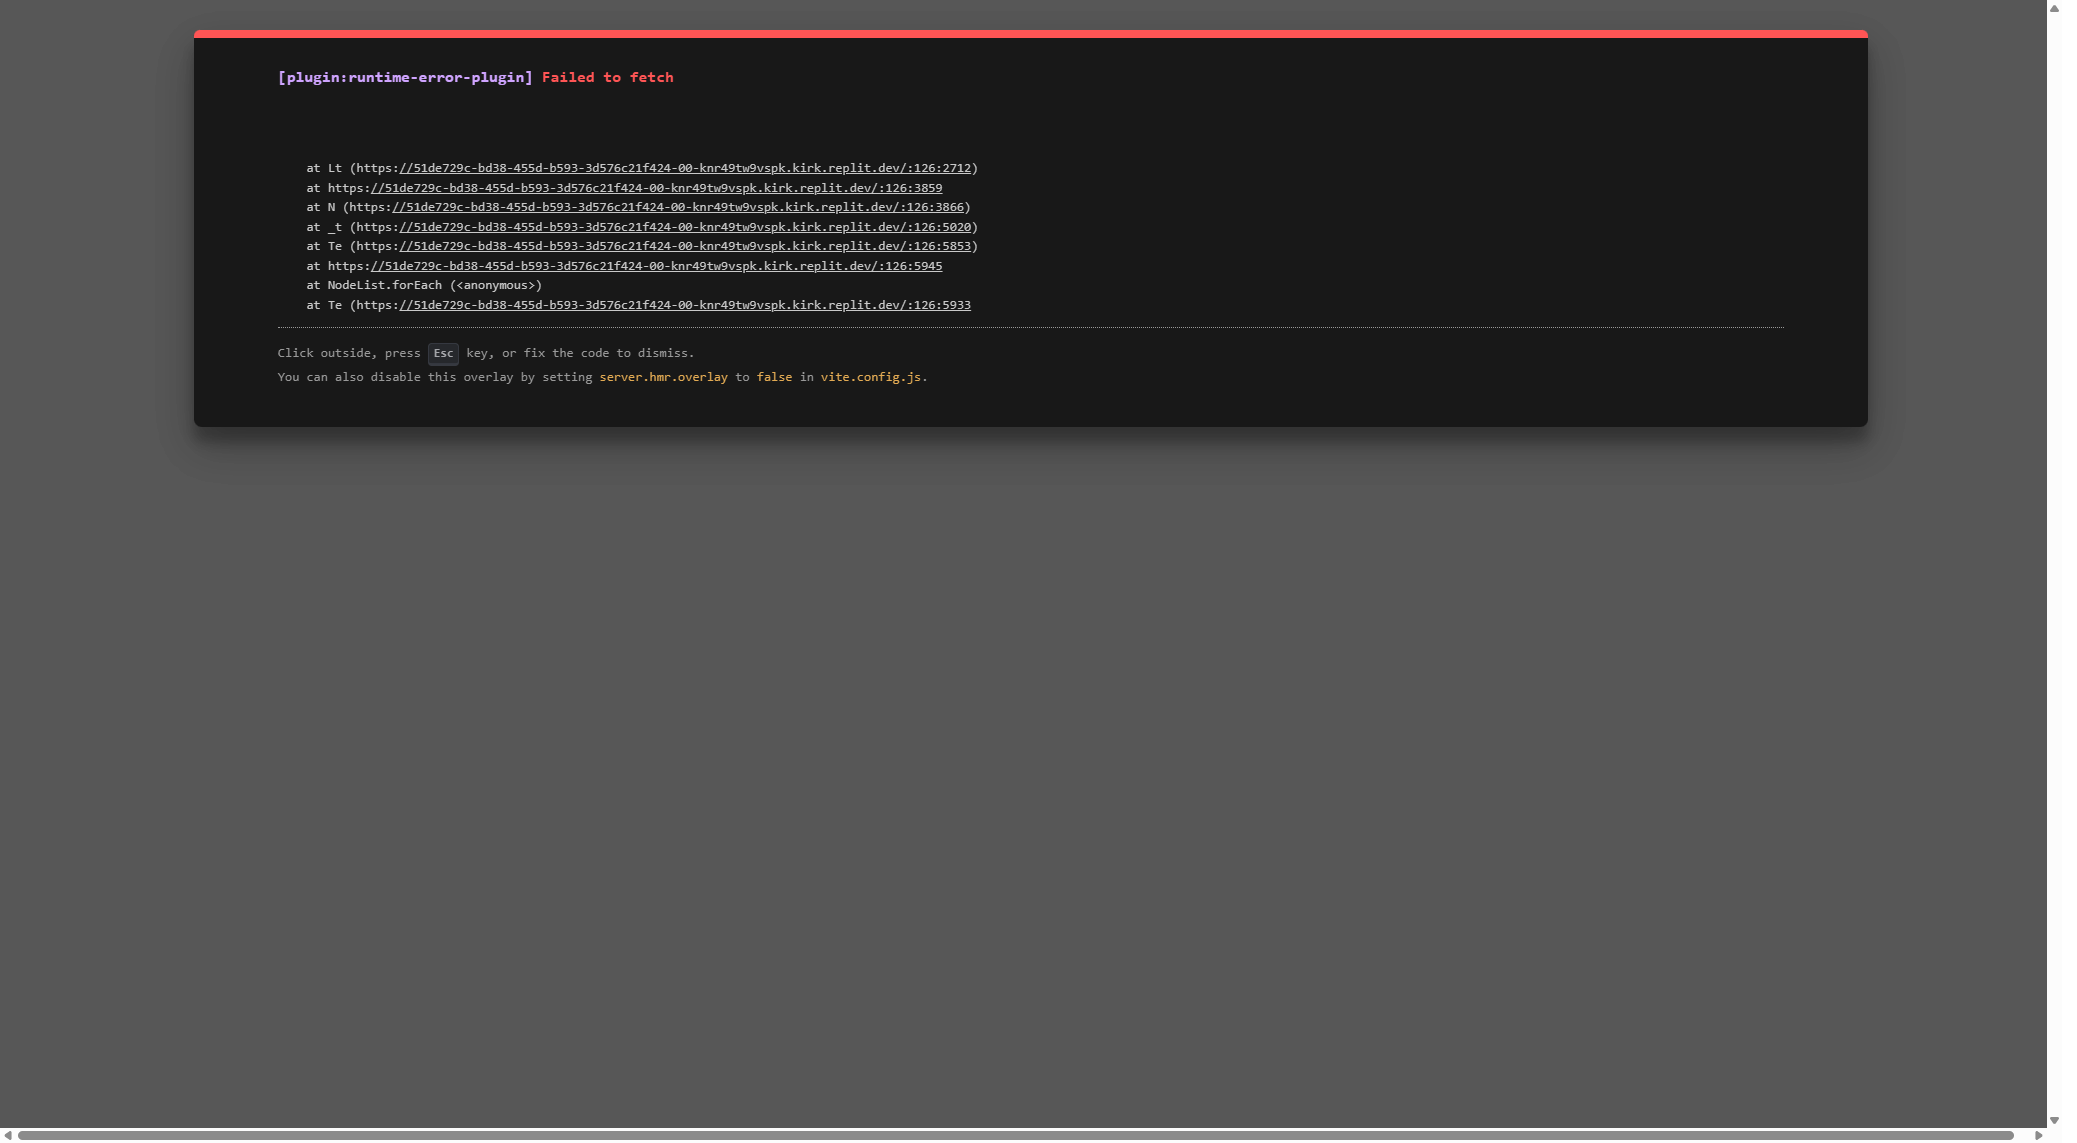 [plugin:runtime-error-plugin] Failed to fetch
at Lt (https://51de729c-bd38-455d-b593-3d576c21f424-00-knr49tw9vspk.kirk.replit.dev/:126:2712)
at https://51de729c-bd38-455d-b593-3d576c21f424-00-knr49tw9vspk.kirk.replit.dev/:126:3859
at N (https://51de729c-bd38-455d-b593-3d576c21f424-00-knr49tw9vspk.kirk.replit.dev/:126:3866)
at _t (https://51de729c-bd38-455d-b593-3d576c21f424-00-knr49tw9vspk.kirk.replit.dev/:126:5020)
at Te (https://51de729c-bd38-455d-b593-3d576c21f424-00-knr49tw9vspk.kirk.replit.dev/:126:5853)
at https://51de729c-bd38-455d-b593-3d576c21f424-00-knr49tw9vspk.kirk.replit.dev/:126:5945
at NodeList.forEach (<anonymous>)
at Te (https://51de729c-bd38-455d-b593-3d576c21f424-00-knr49tw9vspk.kirk.replit.dev/:126:5933
Click outside, press Esc key, or fix the code to dismiss.
You can also disable this overlay by setting server.hmr.overlay to false in vite.config.js.